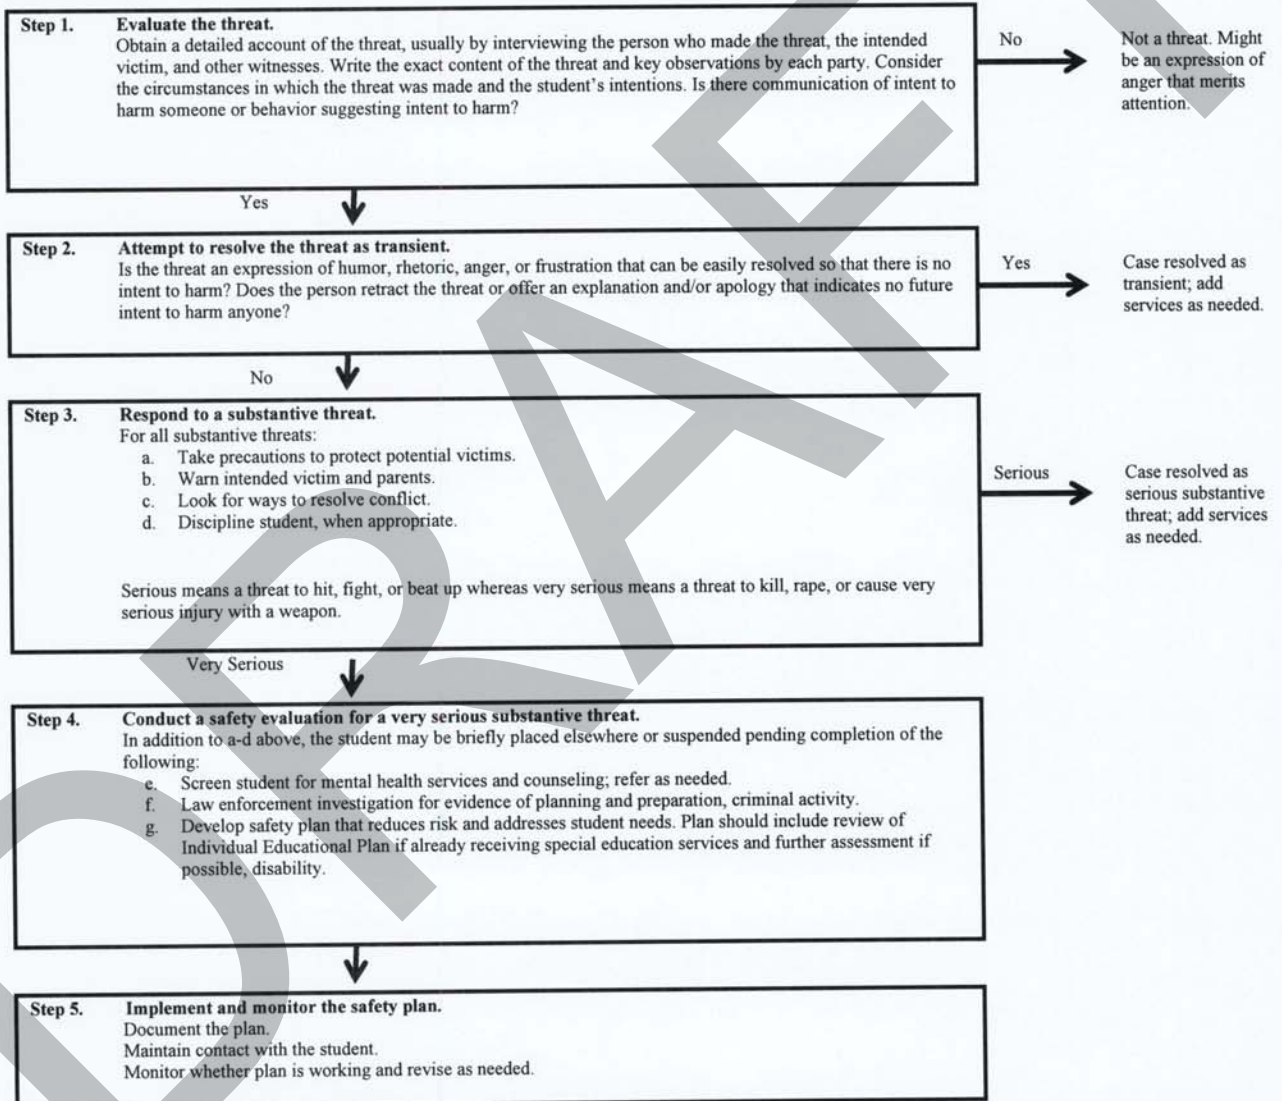 Step 1. Evaluate the threat.
Obtain a detailed account of the threat, usually by interviewing the person who made the threat, the intended
victim, and other witnesses. Write the exact content of the threat and key observations by each party. Consider
the circumstances in which the threat was made and the student's intentions. Is there communication of intent to
harm someone or behavior suggesting intent to harm?
No
Not a threat. Might
be an expression of
anger that merits
attention.
Yes
Step 2. Attempt to resolve the threat as transient.
Is the threat an expression of humor, rhetoric, anger, or frustration that can be easily resolved so that there is no
intent to harm? Does the person retract the threat or offer an explanation and/or apology that indicates no future
intent to harm anyone?
Yes
Case resolved as
transient; add
services as needed.
No
Step 3. Respond to a substantive threat.
For all substantive threats:
a. Take precautions to protect potential victims.
b. Warn intended victim and parents.
c. Look for ways to resolve conflict.
d. Discipline student, when appropriate.
Serious means a threat to hit, fight, or beat up whereas very serious means a threat to kill, rape, or cause very
serious injury with a weapon.
Serious
Case resolved as
serious substantive
threat; add services
as needed.
Very Serious
Step 4. Conduct a safety evaluation for a very serious substantive threat.
In addition to a-d above, the student may be briefly placed elsewhere or suspended pending completion of the
following:
e. Screen student for mental health services and counseling; refer as needed.
f. Law enforcement investigation for evidence of planning and preparation, criminal activity.
g. Develop safety plan that reduces risk and addresses student needs. Plan should include review of
Individual Educational Plan if already receiving special education services and further assessment if
possible, disability.
Step 5. Implement and monitor the safety plan.
Document the plan.
Maintain contact with the student.
Monitor whether plan is working and revise as needed.
DRAFT